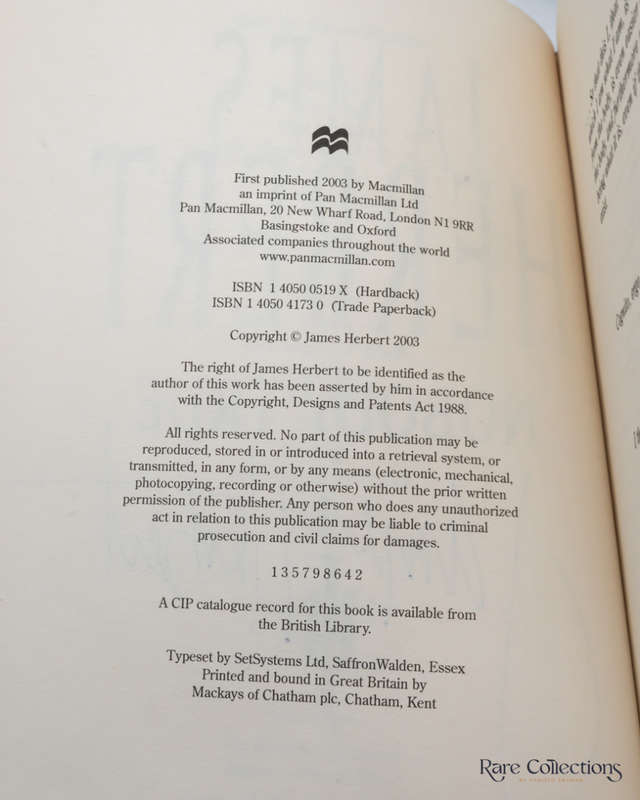 First published 2003 by Macmillan
an imprint of Pan Macmillan Ltd
Pan Macmillan, 20 New Wharf Road, London N1 9RR
Basingstoke and Oxford
Associated companies throughout the world
www.panmacmillan.com
ISBN 1 4050 0519 X (Hardback)
ISBN 1 4050 4173 0 (Trade Paperback)
Copyright © James Herbert 2003
The right of James Herbert to be identified as the
author of this work has been asserted by him in accordance
with the Copyright, Designs and Patents Act 1988.
All rights reserved. No part of this publication may be
reproduced, stored in or introduced into a retrieval system, or
transmitted, in any form, or by any means (electronic, mechanical,
photocopying, recording or otherwise) without the prior written
permission of the publisher. Any person who does any unauthorized
act in relation to this publication may be liable to criminal
prosecution and civil claims for damages.
1 3 5 7 9 8 6 4 2
A CIP catalogue record for this book is available from
the British Library.
Typeset by SetSystems Ltd, SaffronWalden, Essex
Printed and bound in Great Britain by
Mackays of Chatham plc, Chatham, Kent
Rare Collections